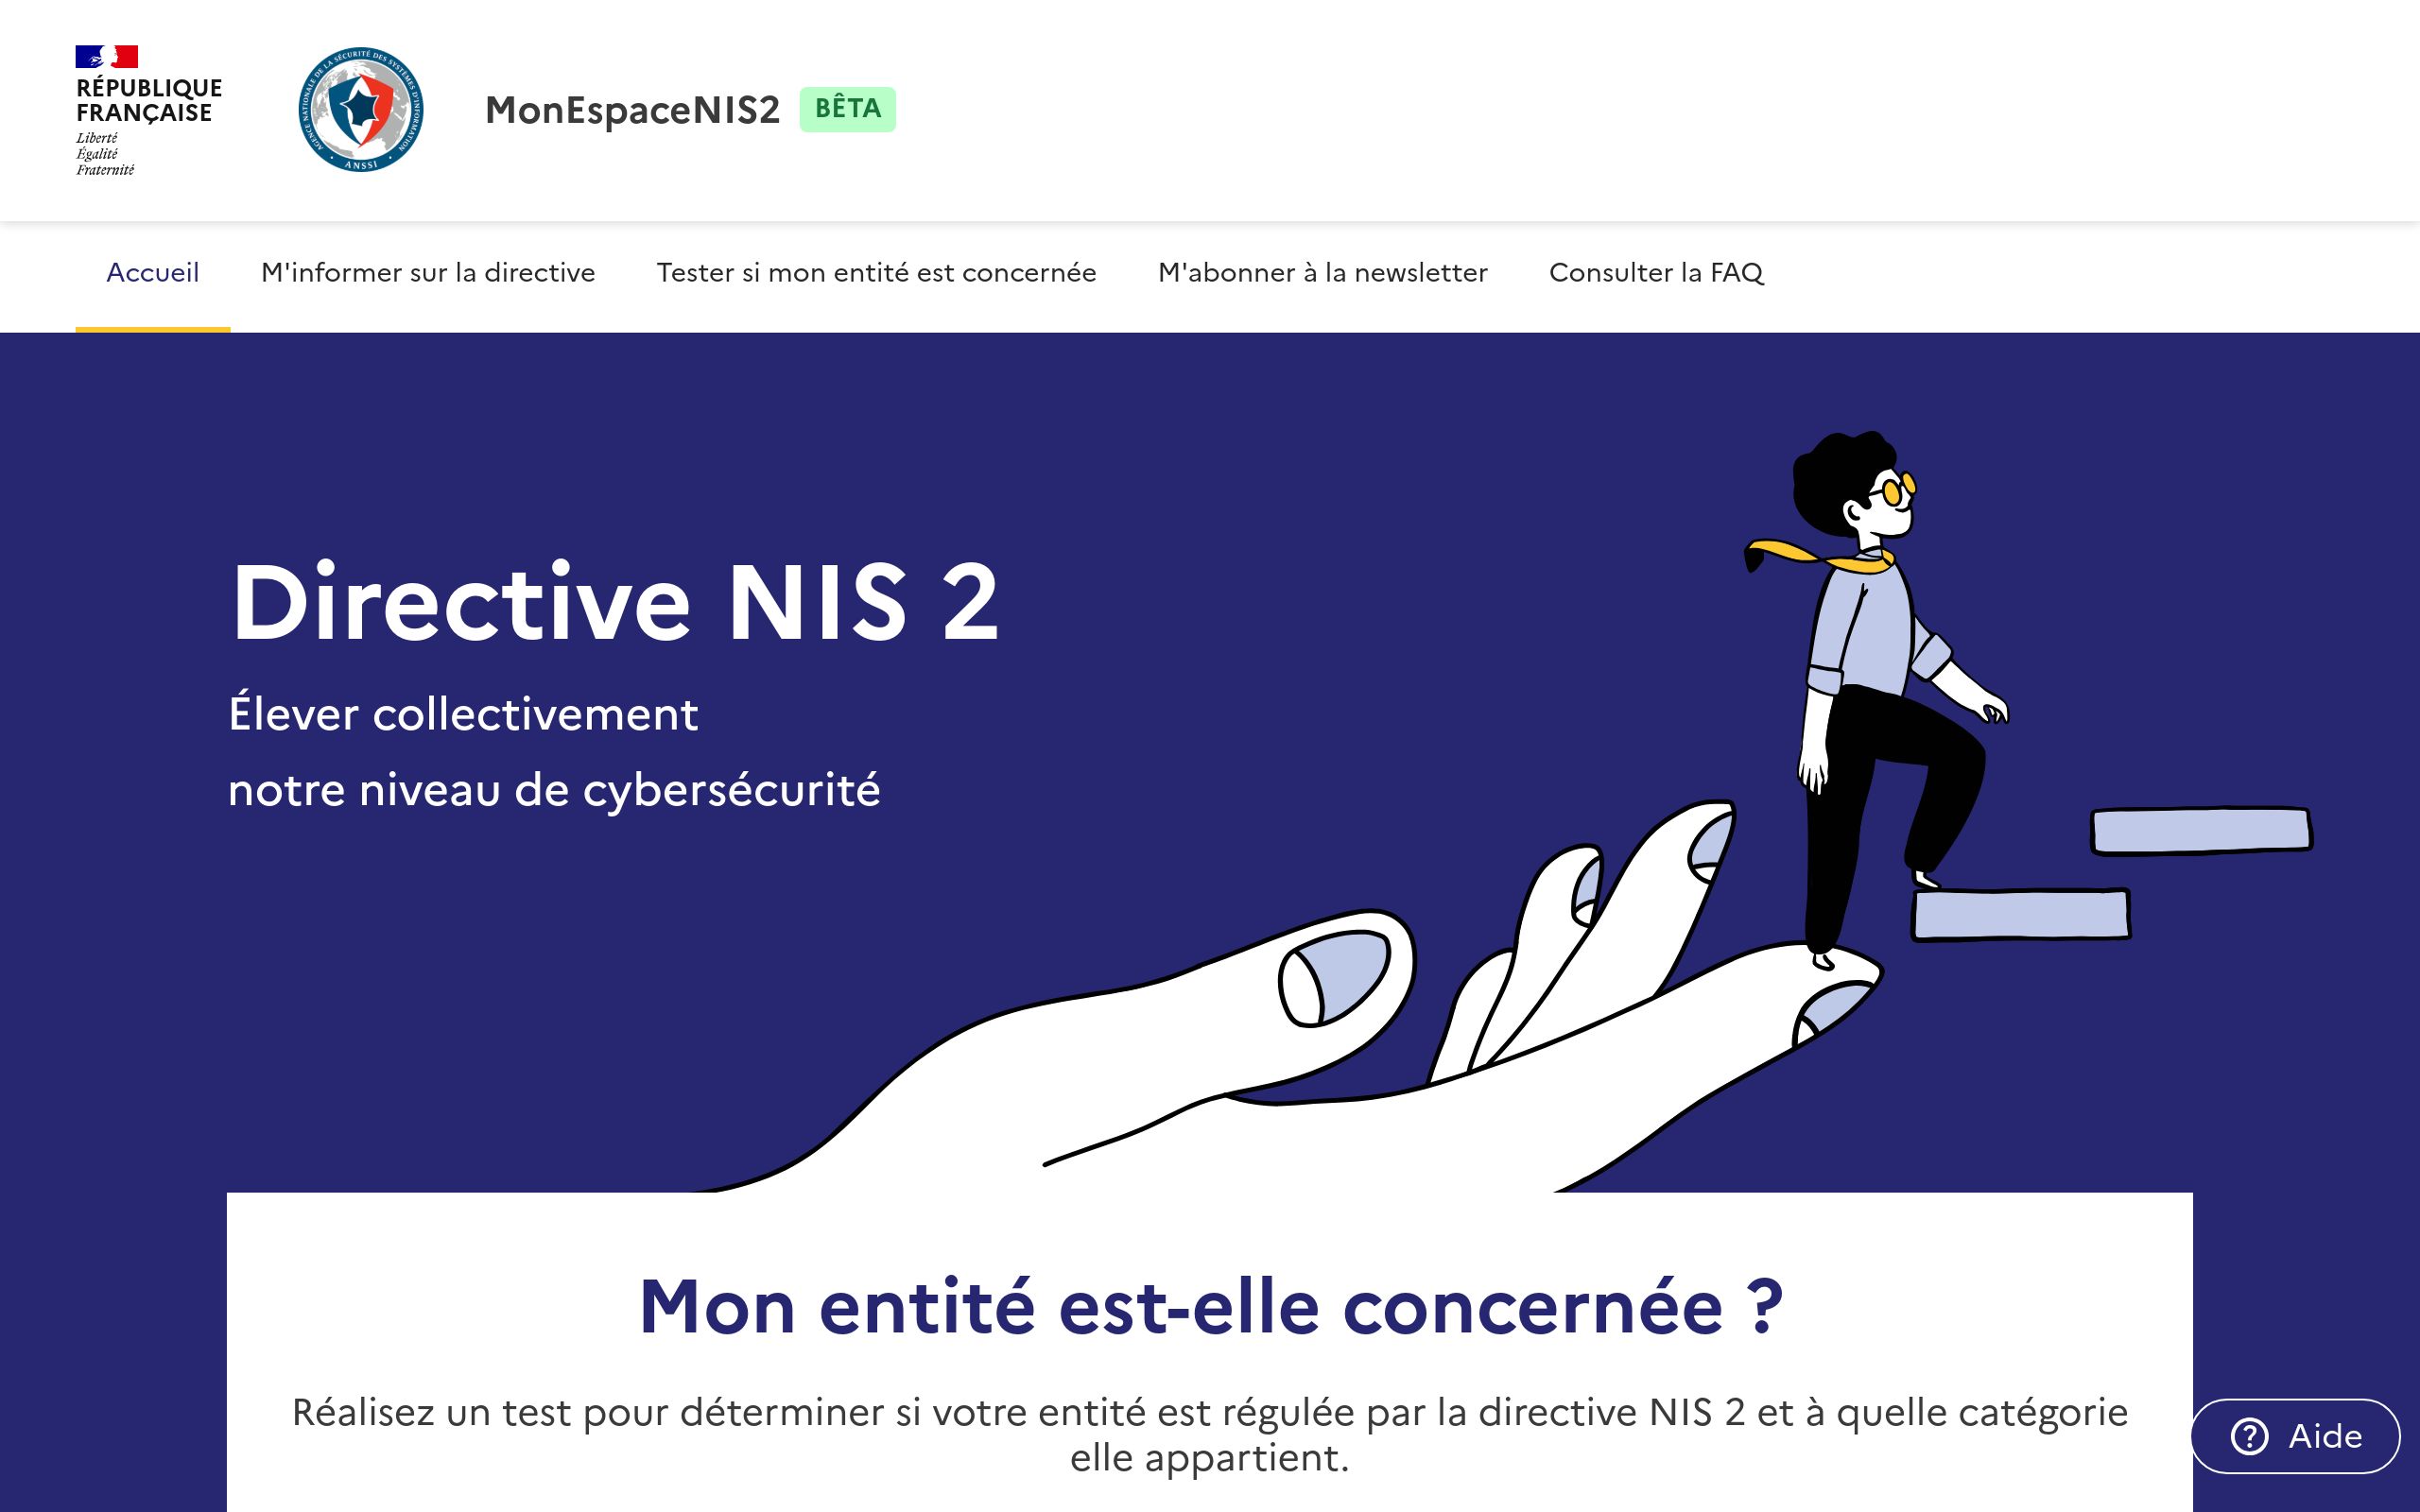 RÉPUBLIQUE
FRANÇAISE
Liberté
Égalité
Fraternité
AGENCE NATIONALE DE LA SÉCURITÉ DES SYSTÈMES D'INFORMATION
ANSSI
MonEspaceNIS2 BÊTA
Accueil M'informer sur la directive Tester si mon entité est concernée M'abonner à la newsletter Consulter la FAQ
Directive NIS 2
Élever collectivement
notre niveau de cybersécurité
Mon entité est-elle concernée ?
Réalisez un test pour déterminer si votre entité est régulée par la directive NIS 2 et à quelle catégorie
elle appartient.
Aide